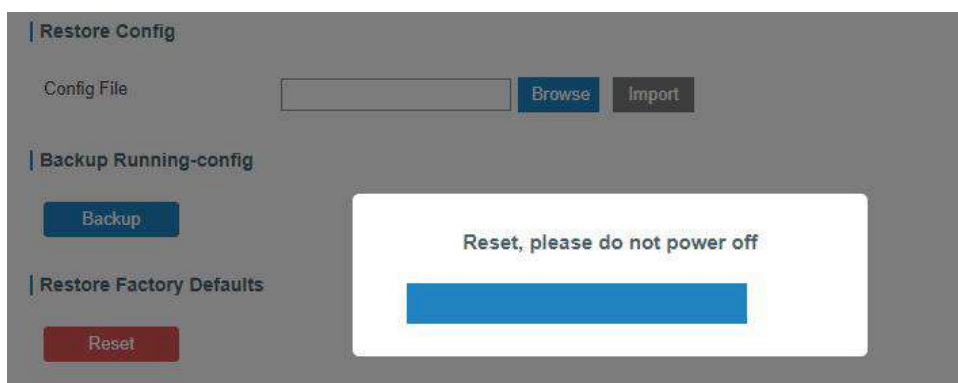 Restore Config
Config File
Browse
Import
Backup Running-config
Backup
Reset, please do not power off
Restore Factory Defaults
Reset